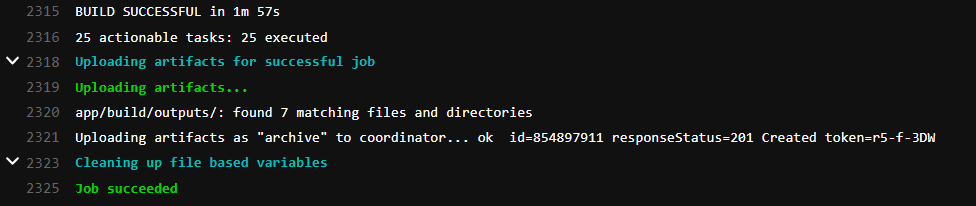 2315 BUILD SUCCESSFUL in 1m 57s
2316 25 actionable tasks: 25 executed
2318 Uploading artifacts for successful job
2319 Uploading artifacts...
2320 app/build/outputs/: found 7 matching files and directories
2321 Uploading artifacts as "archive" to coordinator... ok  id=854897911 responseStatus=201 Created token=r5-f-3DW
2323 Cleaning up file based variables
2325 Job succeeded